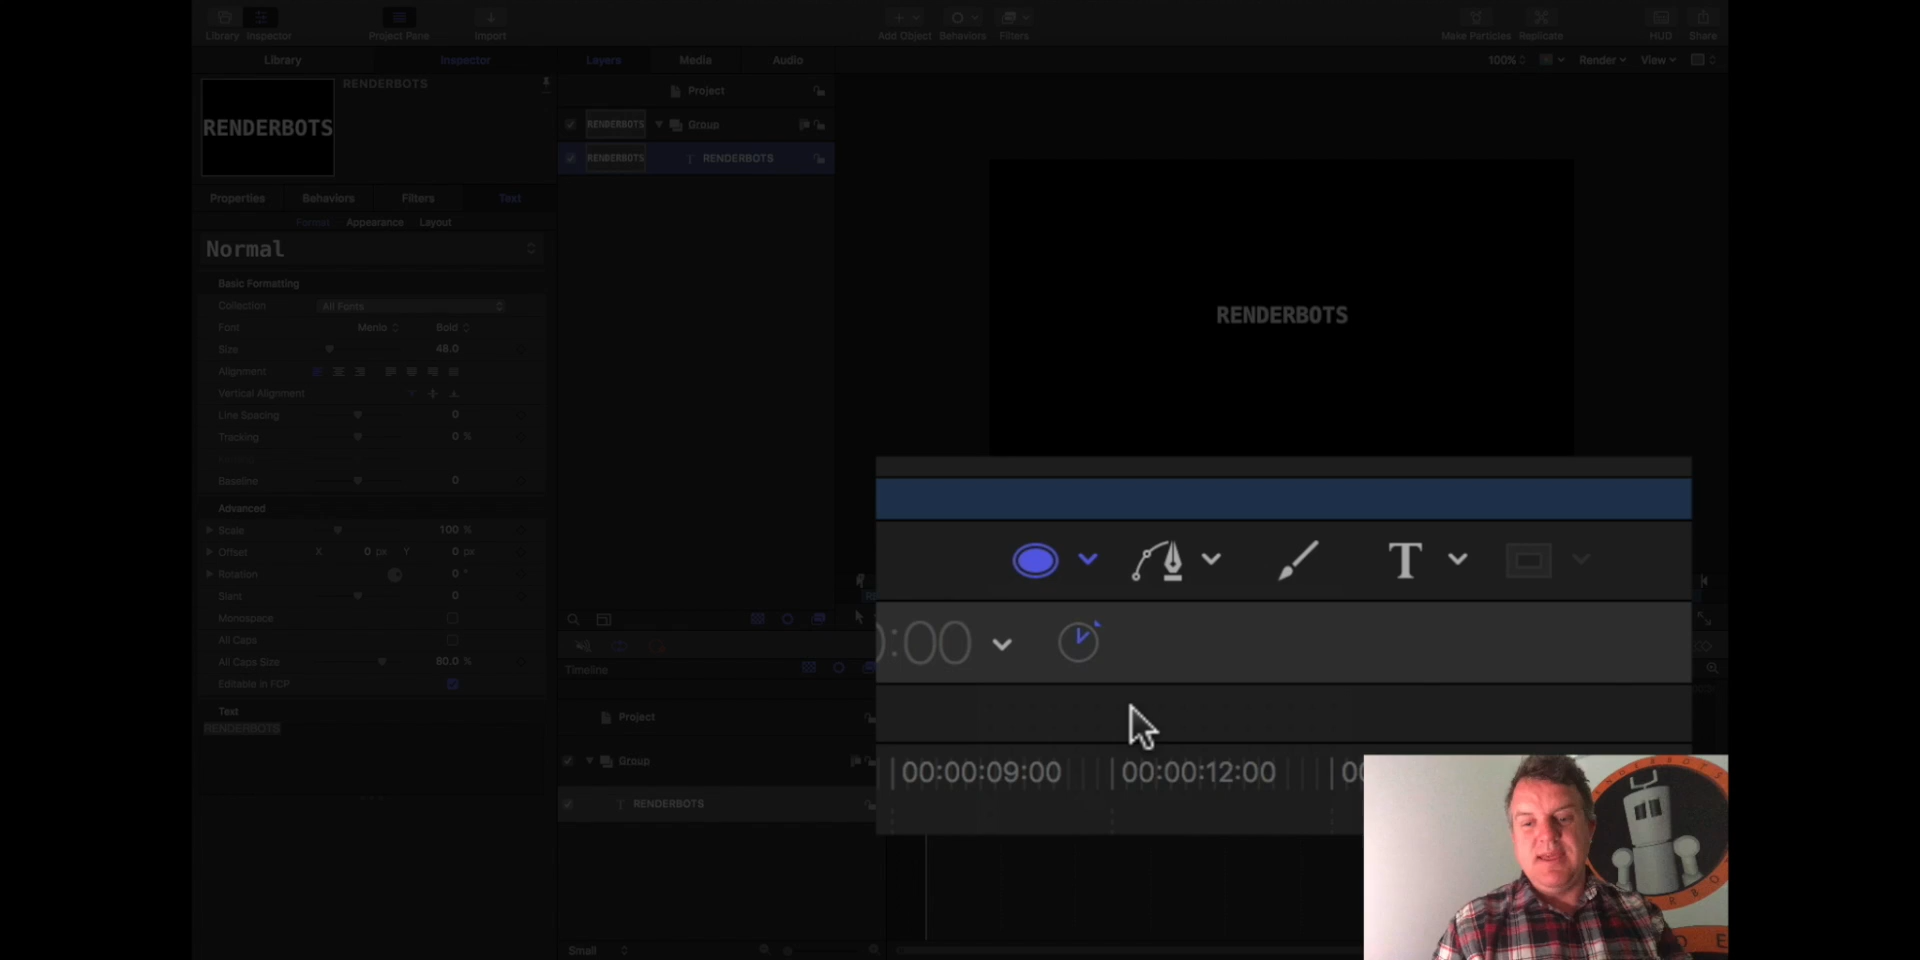 Library Inspector Project Pane Import Add Object Behaviors Filters Make Particles Replicate HUD Share
Library Inspector Layers Media Audio 100% Render View
RENDERBOTS
RENDERBOTS
Project
RENDERBOTS Group
RENDERBOTS RENDERBOTS
Properties Behaviors Filters Text
Format Appearance Layout
Normal
Basic Formatting
Collection All Fonts
Font Menlo Bold
Size 48.0
Alignment
Vertical Alignment
Line Spacing 0
Tracking 0 %
Baseline 0
Advanced
Scale 100 %
Offset X 0 px Y 0 px
Rotation 0 °
Slant 0
Monospace
All Caps
All Caps Size 80.0 %
Editable in FCP
Text
RENDERBOTS
RENDERBOTS
T
:00
Timeline
Project
Group
T RENDERBOTS
00:00:09:00 00:00:12:00 00
Small